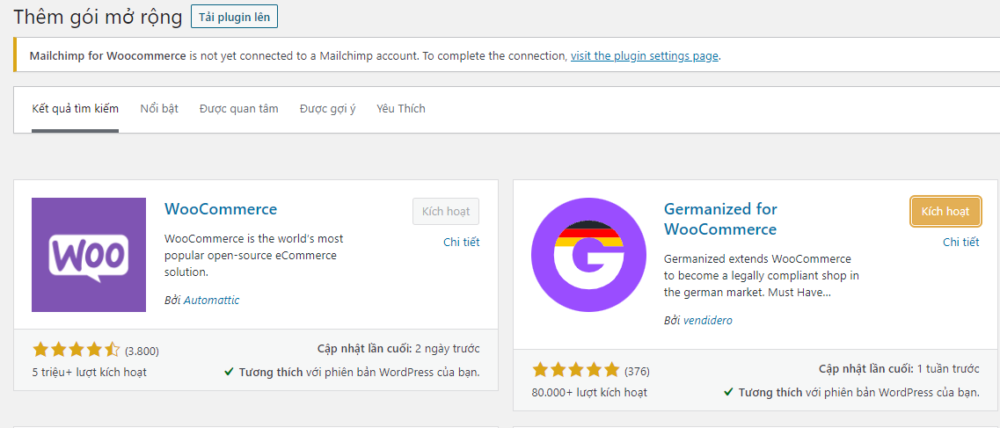 Thêm gói mở rộng Tải plugin lên
Mailchimp for Woocommerce is not yet connected to a Mailchimp account. To complete the connection, visit the plugin settings page.
Kết quả tìm kiếm Nổi bật Được quan tâm Được gợi ý Yêu Thích
WOO
WooCommerce
Kích hoạt
Chi tiết
WooCommerce is the world's most
popular open-source eCommerce
solution.
Bởi Automattic
(3.800)
Cập nhật lần cuối: 2 ngày trước
5 triệu+ lượt kích hoạt
Tương thích với phiên bản WordPress của bạn.
G
Germanized for
WooCommerce
Kích hoạt
Chi tiết
Germanized extends WooCommerce
to become a legally compliant shop in
the german market. Must Have...
Bởi vendidero
(376)
Cập nhật lần cuối: 1 tuần trước
80.000+ lượt kích hoạt
Tương thích với phiên bản WordPress của bạn.